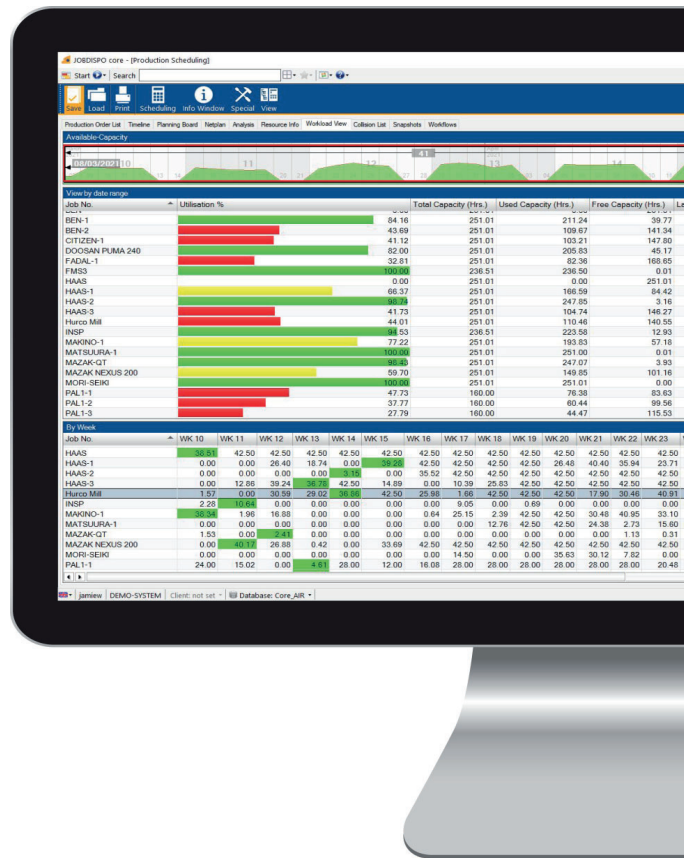 JOBDISPO core - [Production Scheduling]
Start Search
Save Load Print Scheduling Info Window Special View
Production Order List Timeline Planning Board Netplan Analysis Resource Info Workload View Collision List Snapshots Workflows
Available-Capacity
41
08/03/2021 10 11 12 13 14
View by date range
Job No. Utilisation % Total Capacity (Hrs.) Used Capacity (Hrs.) Free Capacity (Hrs.) La
BEN-1 84.16 251.01 211.24 39.77
BEN-2 43.69 251.01 109.67 141.34
CITIZEN-1 41.12 251.01 103.21 147.80
DOOSAN PUMA 240 82.00 251.01 205.83 45.17
FADAL-1 32.81 251.01 82.36 168.65
FMS3 100.00 236.51 236.50 0.01
HAAS 0.00 251.01 0.00 251.01
HAAS-1 66.37 251.01 166.59 84.42
HAAS-2 98.74 251.01 247.85 3.16
HAAS-3 41.73 251.01 104.74 146.27
Hurco Mill 44.01 251.01 110.46 140.55
INSP 94.53 236.51 223.58 12.93
MAKINO-1 77.22 251.01 193.83 57.18
MATSUURA-1 100.00 251.01 251.00 0.01
MAZAK-QT 98.43 251.01 247.07 3.93
MAZAK NEXUS 200 59.70 251.01 149.85 101.16
MORI-SEIKI 100.00 251.01 251.01 0.00
PAL1-1 47.73 160.00 76.38 83.63
PAL1-2 37.77 160.00 60.44 99.56
PAL1-3 27.79 160.00 44.47 115.53
By Week
Job No. WK 10 WK 11 WK 12 WK 13 WK 14 WK 15 WK 16 WK 17 WK 18 WK 19 WK 20 WK 21 WK 22 WK 23
HAAS 38.51 42.50 42.50 42.50 42.50 42.50 42.50 42.50 42.50 42.50 42.50 42.50 42.50 42.50
HAAS-1 0.00 0.00 26.40 18.74 0.00 39.28 42.50 42.50 42.50 42.50 26.48 40.40 35.94 23.71
HAAS-2 0.00 0.00 0.00 0.00 3.15 0.00 35.52 42.50 42.50 42.50 42.50 42.50 42.50 42.50
HAAS-3 0.00 12.86 39.24 36.78 42.50 14.89 0.00 10.39 25.83 42.50 42.50 42.50 42.50 42.50
Hurco Mill 1.57 0.00 30.59 29.02 36.86 42.50 25.98 1.66 42.50 42.50 42.50 17.90 30.46 40.91
INSP 2.28 10.64 0.00 0.00 0.00 0.00 0.00 9.05 0.00 0.69 0.00 0.00 0.00 0.00
MAKINO-1 38.34 1.96 16.88 0.00 0.00 0.00 0.64 25.15 2.39 42.50 42.50 30.48 40.95 33.10
MATSUURA-1 0.00 0.00 0.00 0.00 0.00 0.00 0.00 0.00 12.76 42.50 42.50 24.38 2.73 15.60
MAZAK-QT 1.53 0.00 2.41 0.00 0.00 0.00 0.00 0.00 0.00 0.00 0.00 0.00 1.13 0.31
MAZAK NEXUS 200 0.00 40.17 26.88 0.42 0.00 33.69 42.50 42.50 42.50 42.50 42.50 42.50 42.50 42.50
MORI-SEIKI 0.00 0.00 0.00 0.00 0.00 0.00 0.00 14.50 0.00 0.00 35.63 30.12 7.82 0.00
PAL1-1 24.00 15.02 0.00 4.61 28.00 12.00 16.08 28.00 28.00 28.00 28.00 28.00 28.00 20.48
jamiew DEMO-SYSTEM Client: not set Database: Core_AIR